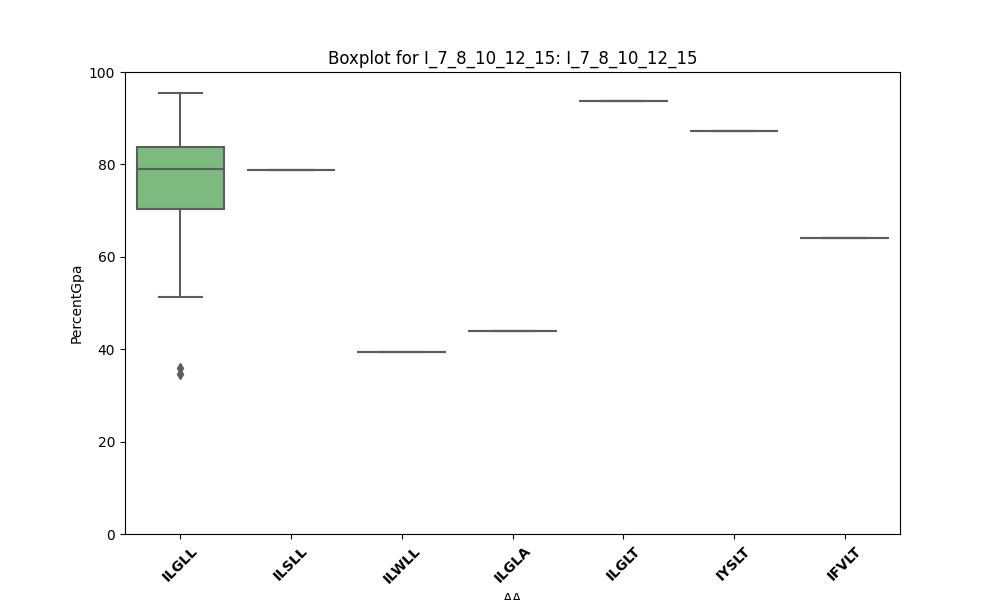 Boxplot for I_7_8_10_12_15: I_7_8_10_12_15
100
80
60
40
20
0
PercentGpa
ILGLL
ILSLL
ILWLL
ILGLA
ILGLT
IYSLT
IFVLT
AA